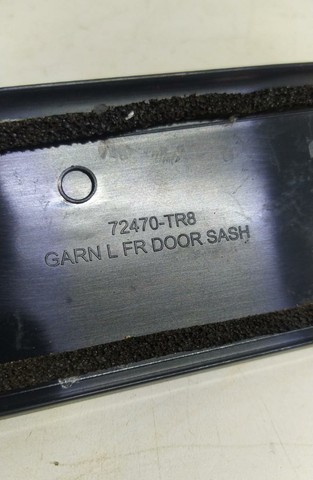 72470-TR8
GARN L FR DOOR SASH